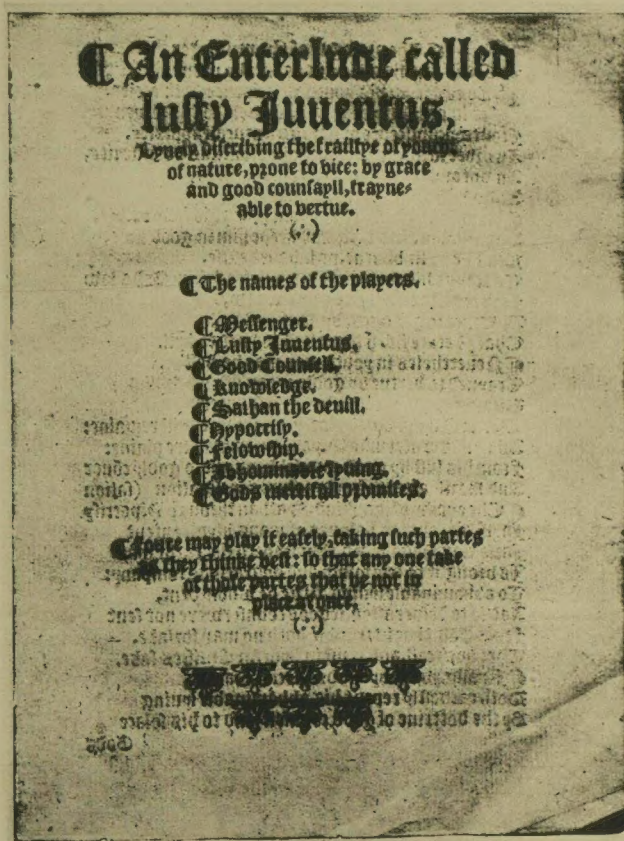 ¶ An Enterlude called
lusty Juuentus,
Lyuely discribing the frailtye of youth:
of nature, prone to vice: by grace
and good counsayll, trayne-
able to vertue.
(∴)
¶ The names of the players.
¶ Messenger.
¶ Lusty Juuentus.
¶ Good Counsell.
¶ Knowledge.
¶ Sathan the deuill.
¶ Hypocrisy.
¶ Felowship.
¶ Abhominable lyuing.
¶ Gods mercifull promises.
¶ Foure may play it easely, taking such partes
as they thinke best: so that any one take
of those partes that be not in
place at once,
(∴)